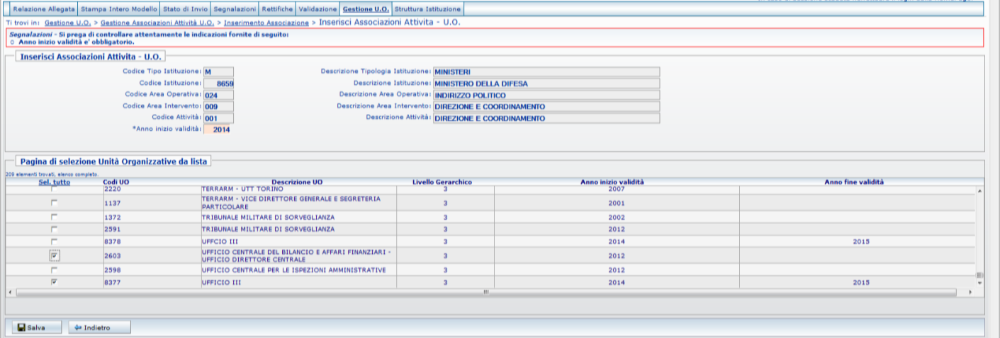 Relazione Allegata Stampa Intero Modello Stato di Invio Segnalazioni Rettifiche Validazione Gestione U.O. Struttura Istituzione
Ti trovi in: Gestione U.O. > Gestione Associazioni Attività U.O. > Inserimento Associazione > Inserisci Associazioni Attivita - U.O.
Segnalazioni - Si prega di controllare attentamente le indicazioni fornite di seguito:
Anno inizio validità e' obbligatorio.
Inserisci Associazioni Attivita - U.O.
Codice Tipo Istituzione: M Descrizione Tipologia Istituzione: MINISTERI
Codice Istituzione: 8659 Descrizione Istituzione: MINISTERO DELLA DIFESA
Codice Area Operativa: 024 Descrizione Area Operativa: INDIRIZZO POLITICO
Codice Area Intervento: 009 Descrizione Area Intervento: DIREZIONE E COORDINAMENTO
Codice Attività: 001 Descrizione Attività: DIREZIONE E COORDINAMENTO
*Anno inizio validità: 2014
Pagina di selezione Unità Organizzative da lista
209 elementi trovati, elenco completo.
Sel. tutto Codi UO Descrizione UO Livello Gerarchico Anno inizio validità Anno fine validità
2220 TERRARM - UTT TORINO 3 2007
1137 TERRARM - VICE DIRETTORE GENERALE E SEGRETERIA PARTICOLARE 3 2001
1372 TRIBUNALE MILITARE DI SORVEGLIANZA 3 2002
2591 TRIBUNALE MILITARE DI SORVEGLIANZA 3 2012
8378 UFFCIO III 3 2014 2015
2603 UFFICIO CENTRALE DEL BILANCIO E AFFARI FINANZIARI - UFFICIO DIRETTORE CENTRALE 3 2012
2598 UFFICIO CENTRALE PER LE ISPEZIONI AMMINISTRATIVE 3 2012
8377 UFFICIO III 3 2014 2015
Salva Indietro